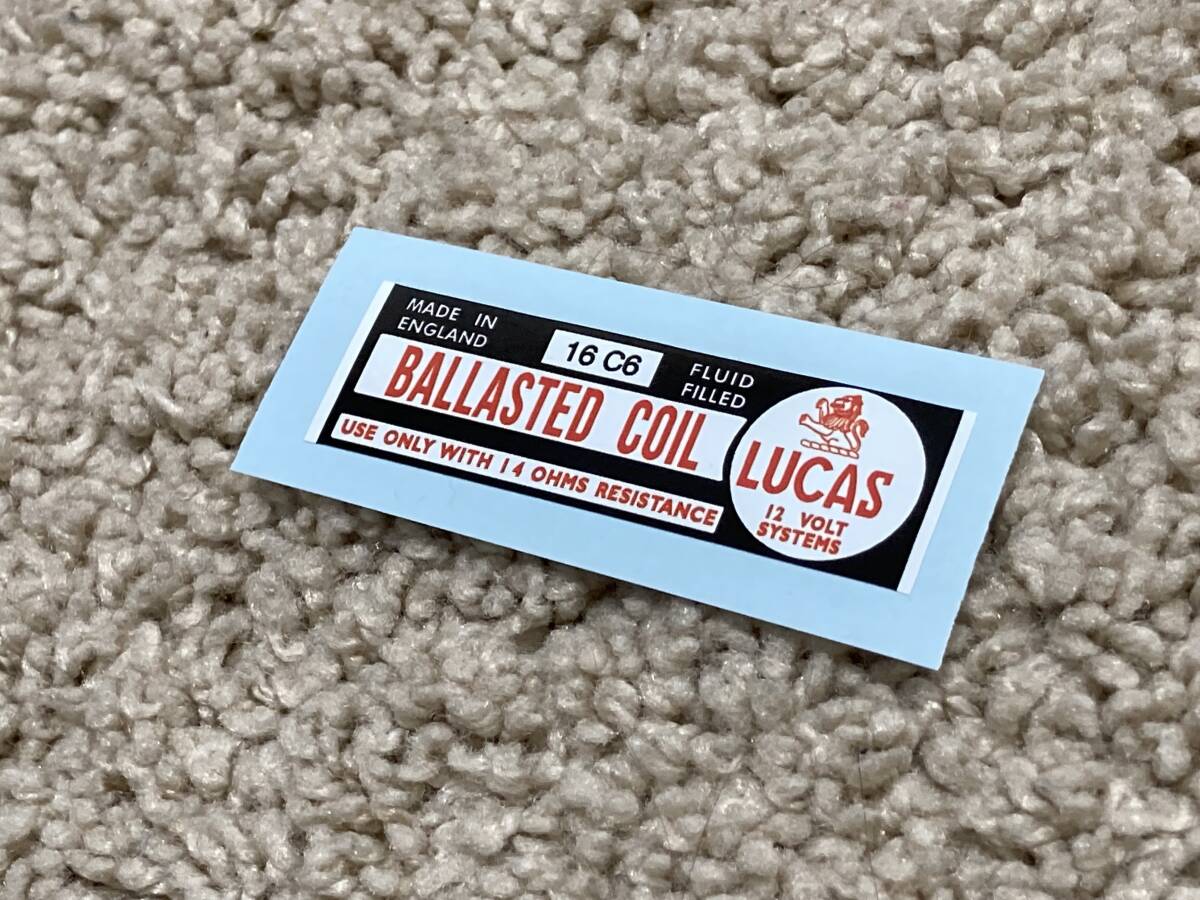 MADE IN
ENGLAND
16 C6
FLUID
FILLED
BALLASTED COIL
USE ONLY WITH 1 4 OHMS RESISTANCE
LUCAS
12 VOLT
SYSTEMS